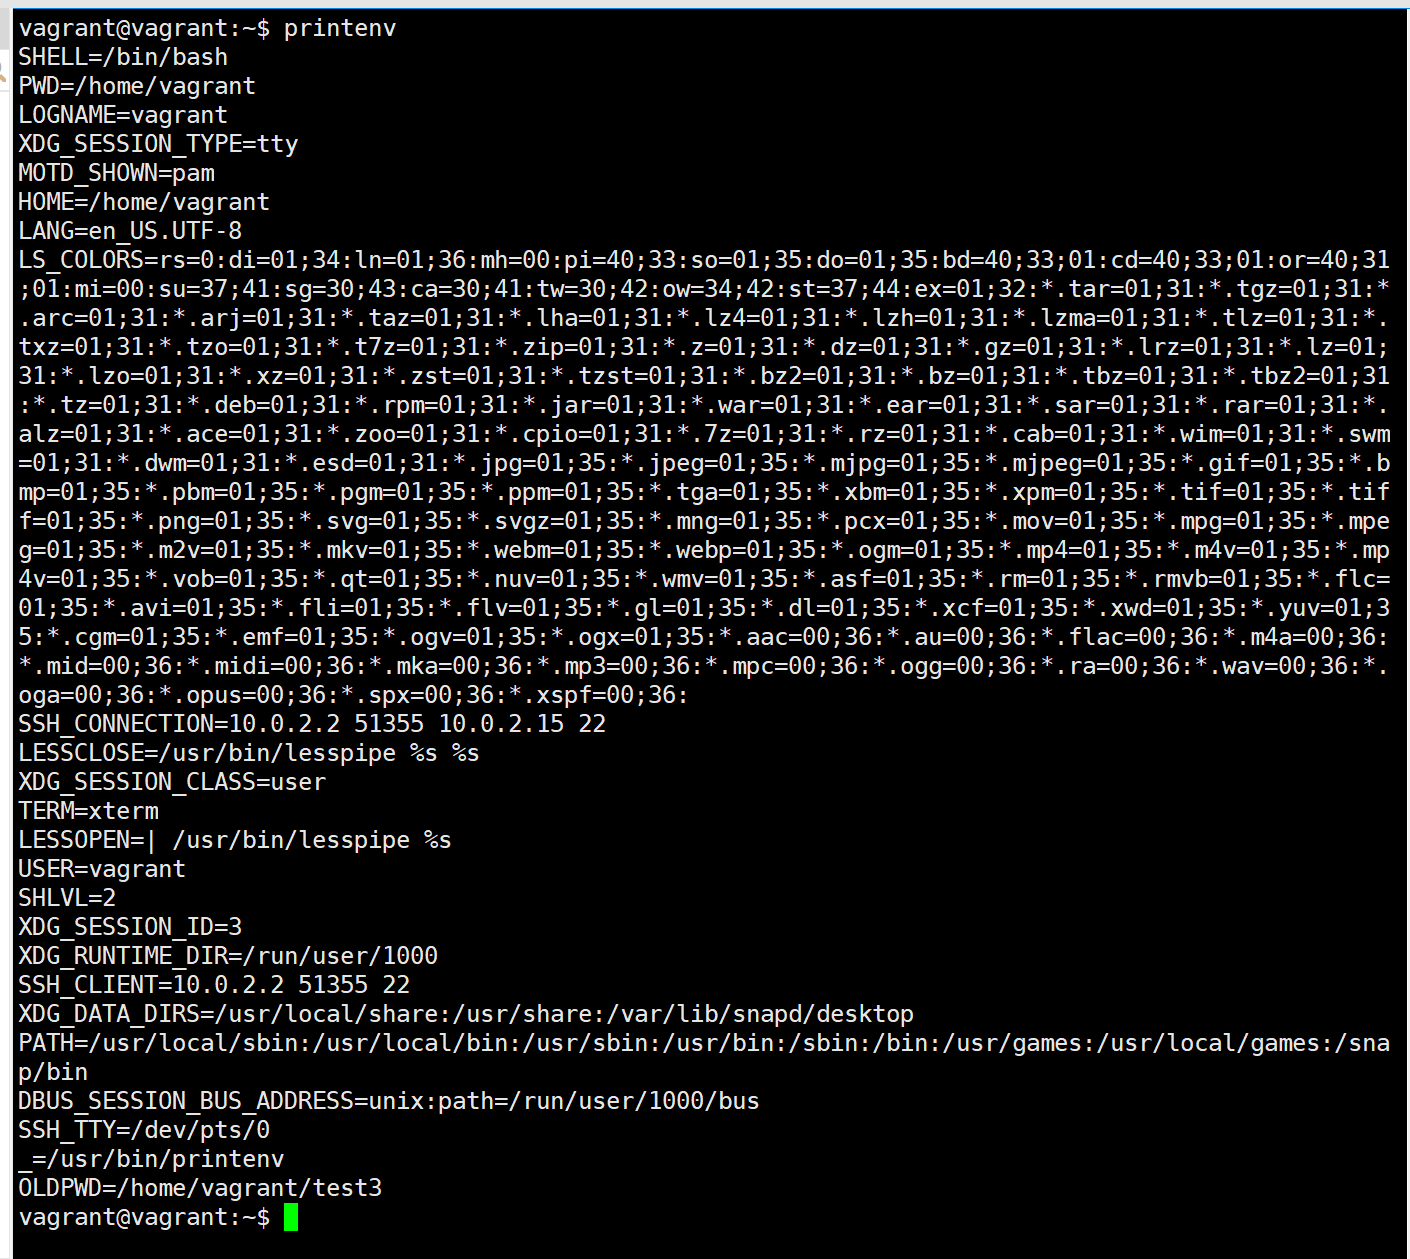 vagrant@vagrant:~$ printenv
SHELL=/bin/bash
PWD=/home/vagrant
LOGNAME=vagrant
XDG_SESSION_TYPE=tty
MOTD_SHOWN=pam
HOME=/home/vagrant
LANG=en_US.UTF-8
LS_COLORS=rs=0:di=01;34:ln=01;36:mh=00:pi=40;33:so=01;35:do=01;35:bd=40;33;01:cd=40;33;01:or=40;31
;01:mi=00:su=37;41:sg=30;43:ca=30;41:tw=30;42:ow=34;42:st=37;44:ex=01;32:*.tar=01;31:*.tgz=01;31:*
.arc=01;31:*.arj=01;31:*.taz=01;31:*.lha=01;31:*.lz4=01;31:*.lzh=01;31:*.lzma=01;31:*.tlz=01;31:*.
txz=01;31:*.tzo=01;31:*.t7z=01;31:*.zip=01;31:*.z=01;31:*.dz=01;31:*.gz=01;31:*.lrz=01;31:*.lz=01;
31:*.lzo=01;31:*.xz=01;31:*.zst=01;31:*.tzst=01;31:*.bz2=01;31:*.bz=01;31:*.tbz=01;31:*.tbz2=01;31
:*.tz=01;31:*.deb=01;31:*.rpm=01;31:*.jar=01;31:*.war=01;31:*.ear=01;31:*.sar=01;31:*.rar=01;31:*.
alz=01;31:*.ace=01;31:*.zoo=01;31:*.cpio=01;31:*.7z=01;31:*.rz=01;31:*.cab=01;31:*.wim=01;31:*.swm
=01;31:*.dwm=01;31:*.esd=01;31:*.jpg=01;35:*.jpeg=01;35:*.mjpg=01;35:*.mjpeg=01;35:*.gif=01;35:*.b
mp=01;35:*.pbm=01;35:*.pgm=01;35:*.ppm=01;35:*.tga=01;35:*.xbm=01;35:*.xpm=01;35:*.tif=01;35:*.tif
f=01;35:*.png=01;35:*.svg=01;35:*.svgz=01;35:*.mng=01;35:*.pcx=01;35:*.mov=01;35:*.mpg=01;35:*.mpe
g=01;35:*.m2v=01;35:*.mkv=01;35:*.webm=01;35:*.webp=01;35:*.ogm=01;35:*.mp4=01;35:*.m4v=01;35:*.mp
4v=01;35:*.vob=01;35:*.qt=01;35:*.nuv=01;35:*.wmv=01;35:*.asf=01;35:*.rm=01;35:*.rmvb=01;35:*.flc=
01;35:*.avi=01;35:*.fli=01;35:*.flv=01;35:*.gl=01;35:*.dl=01;35:*.xcf=01;35:*.xwd=01;35:*.yuv=01;3
5:*.cgm=01;35:*.emf=01;35:*.ogv=01;35:*.ogx=01;35:*.aac=00;36:*.au=00;36:*.flac=00;36:*.m4a=00;36:
*.mid=00;36:*.midi=00;36:*.mka=00;36:*.mp3=00;36:*.mpc=00;36:*.ogg=00;36:*.ra=00;36:*.wav=00;36:*.
oga=00;36:*.opus=00;36:*.spx=00;36:*.xspf=00;36:
SSH_CONNECTION=10.0.2.2 51355 10.0.2.15 22
LESSCLOSE=/usr/bin/lesspipe %s %s
XDG_SESSION_CLASS=user
TERM=xterm
LESSOPEN=| /usr/bin/lesspipe %s
USER=vagrant
SHLVL=2
XDG_SESSION_ID=3
XDG_RUNTIME_DIR=/run/user/1000
SSH_CLIENT=10.0.2.2 51355 22
XDG_DATA_DIRS=/usr/local/share:/usr/share:/var/lib/snapd/desktop
PATH=/usr/local/sbin:/usr/local/bin:/usr/sbin:/usr/bin:/sbin:/bin:/usr/games:/usr/local/games:/sna
p/bin
DBUS_SESSION_BUS_ADDRESS=unix:path=/run/user/1000/bus
SSH_TTY=/dev/pts/0
_=/usr/bin/printenv
OLDPWD=/home/vagrant/test3
vagrant@vagrant:~$